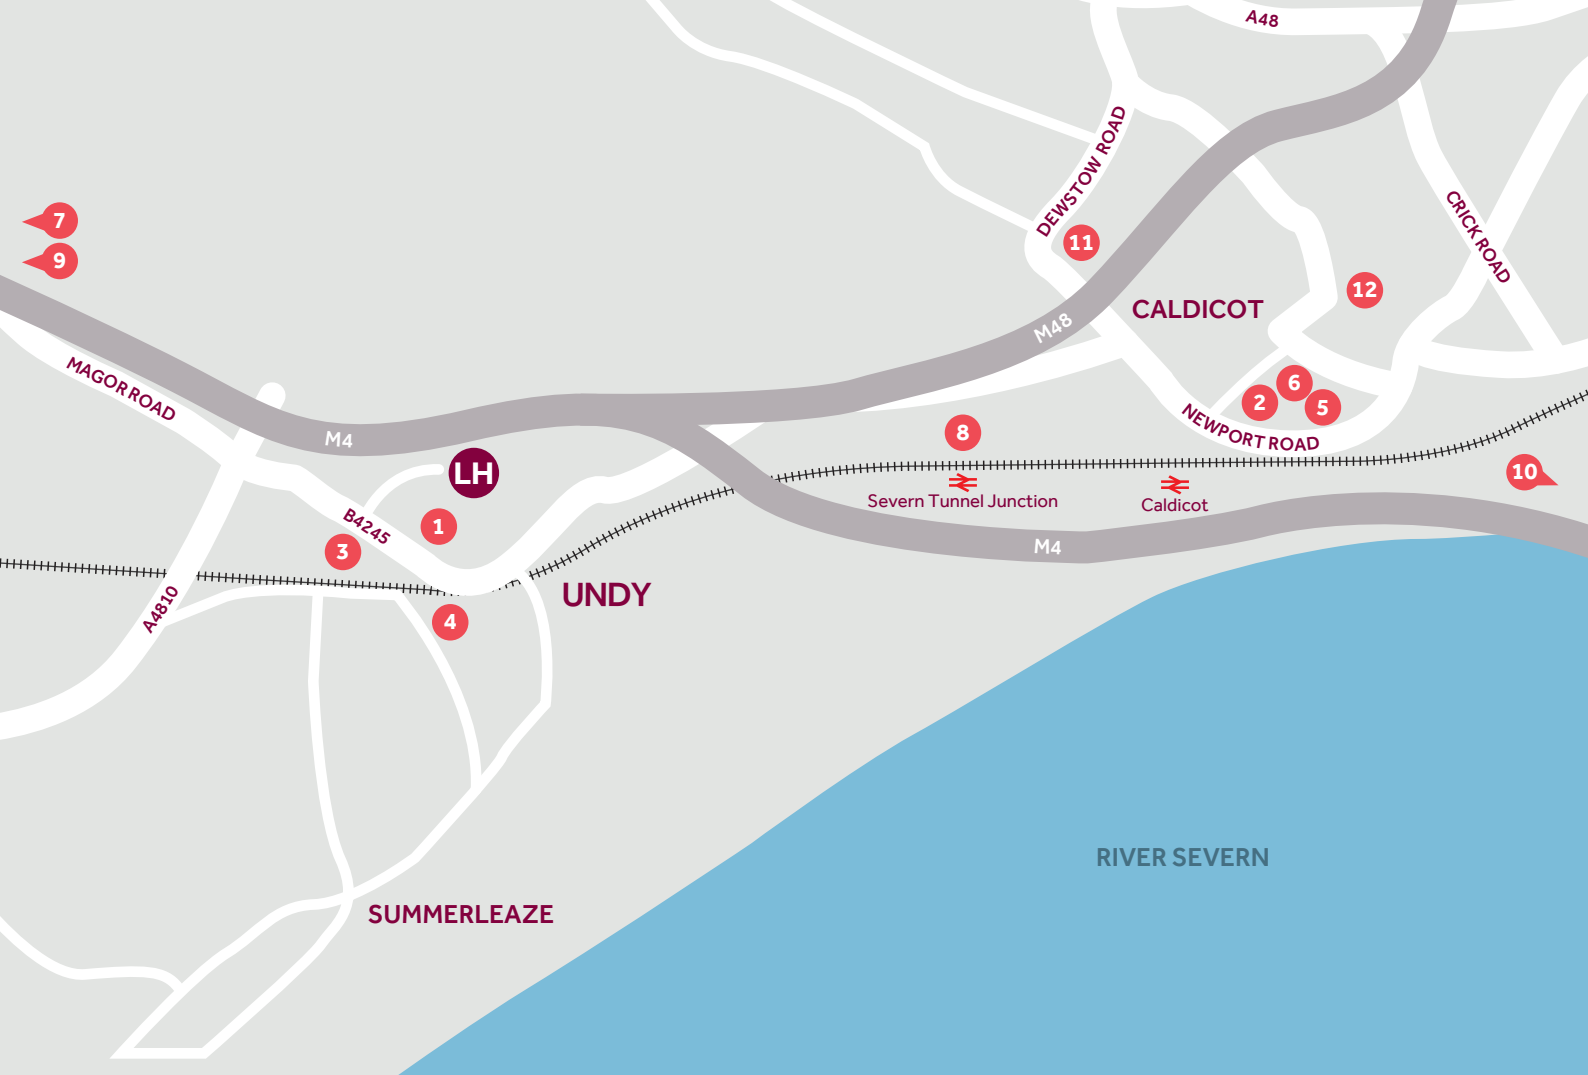 A48
DEWSTOW ROAD
CRICK ROAD
7
11
9
12
CALDICOT
M48
MAGOR ROAD
6
2
5
NEWPORT ROAD
M4
8
LH
10
Severn Tunnel Junction
Caldicot
B4245
1
3
M4
UNDY
A4810
4
RIVER SEVERN
SUMMERLEAZE